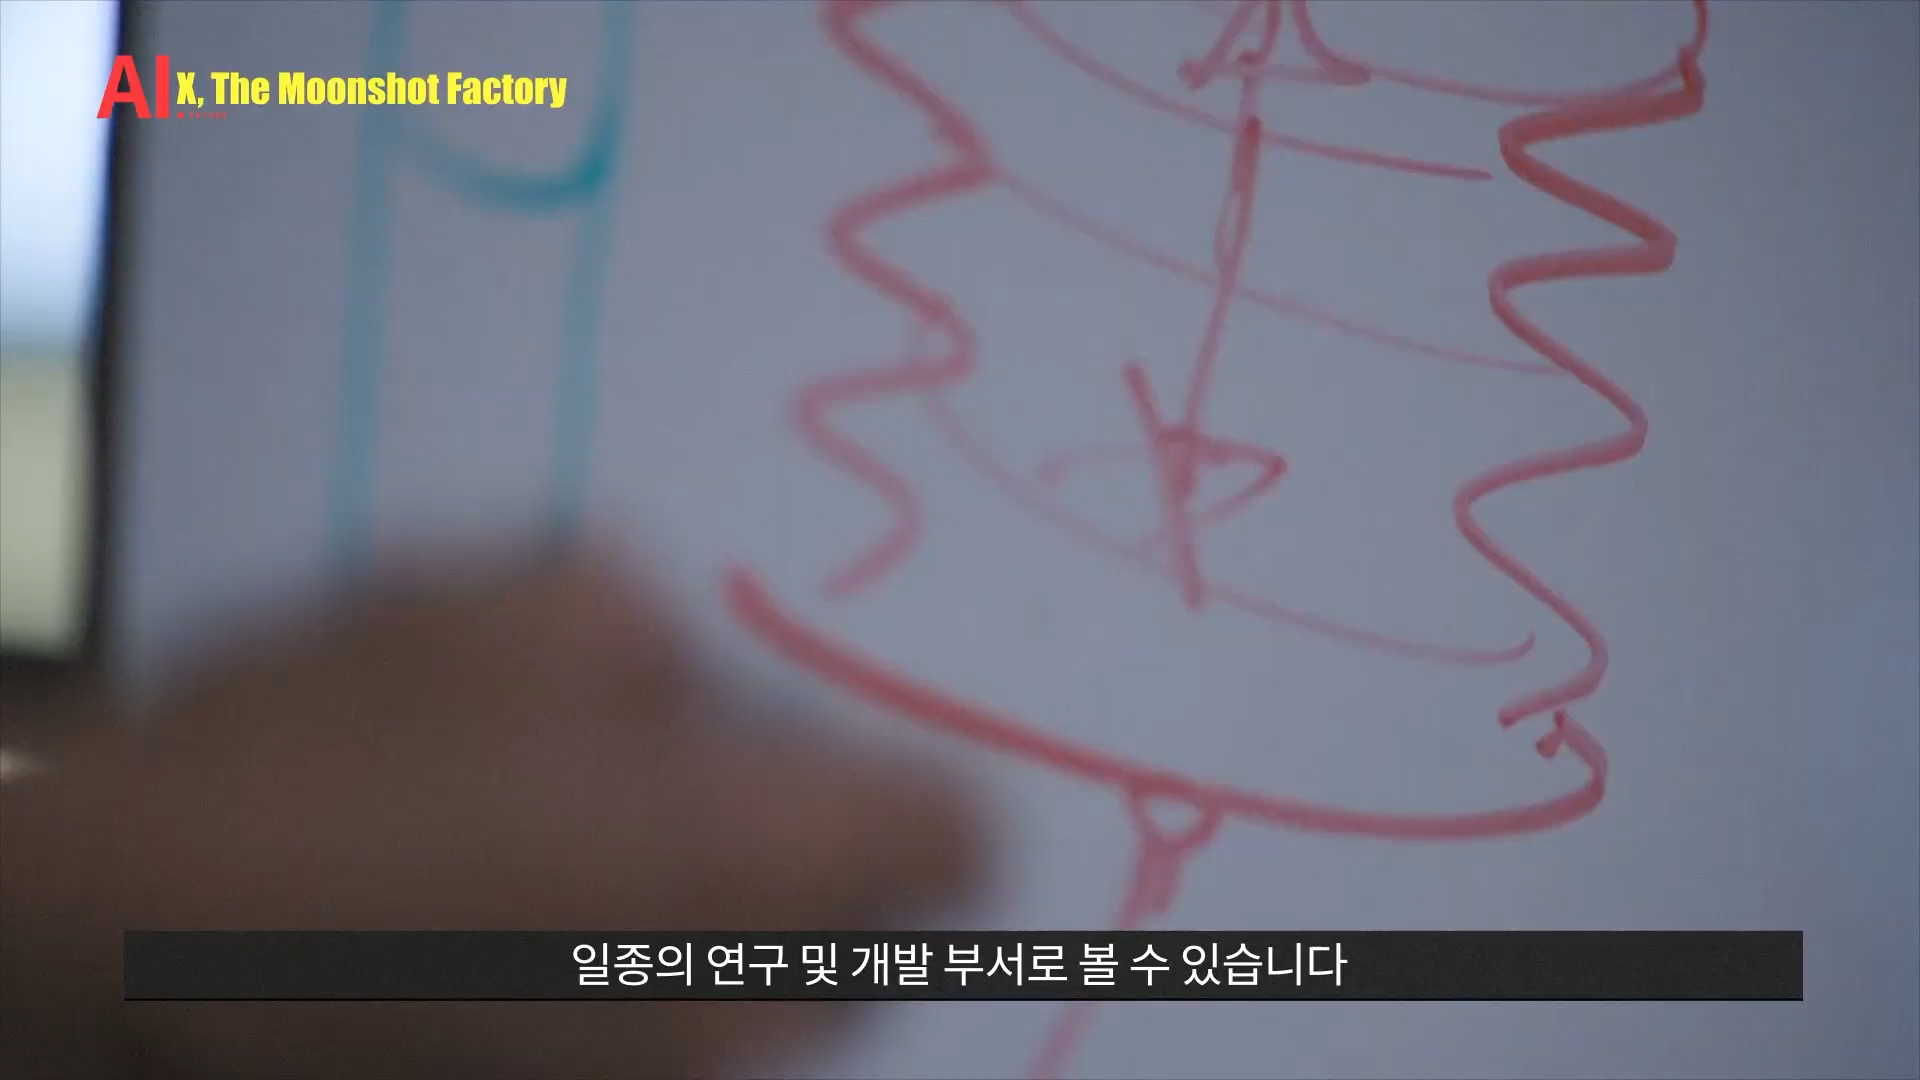 AI X, The Moonshot Factory
일종의 연구 및 개발 부서로 볼 수 있습니다